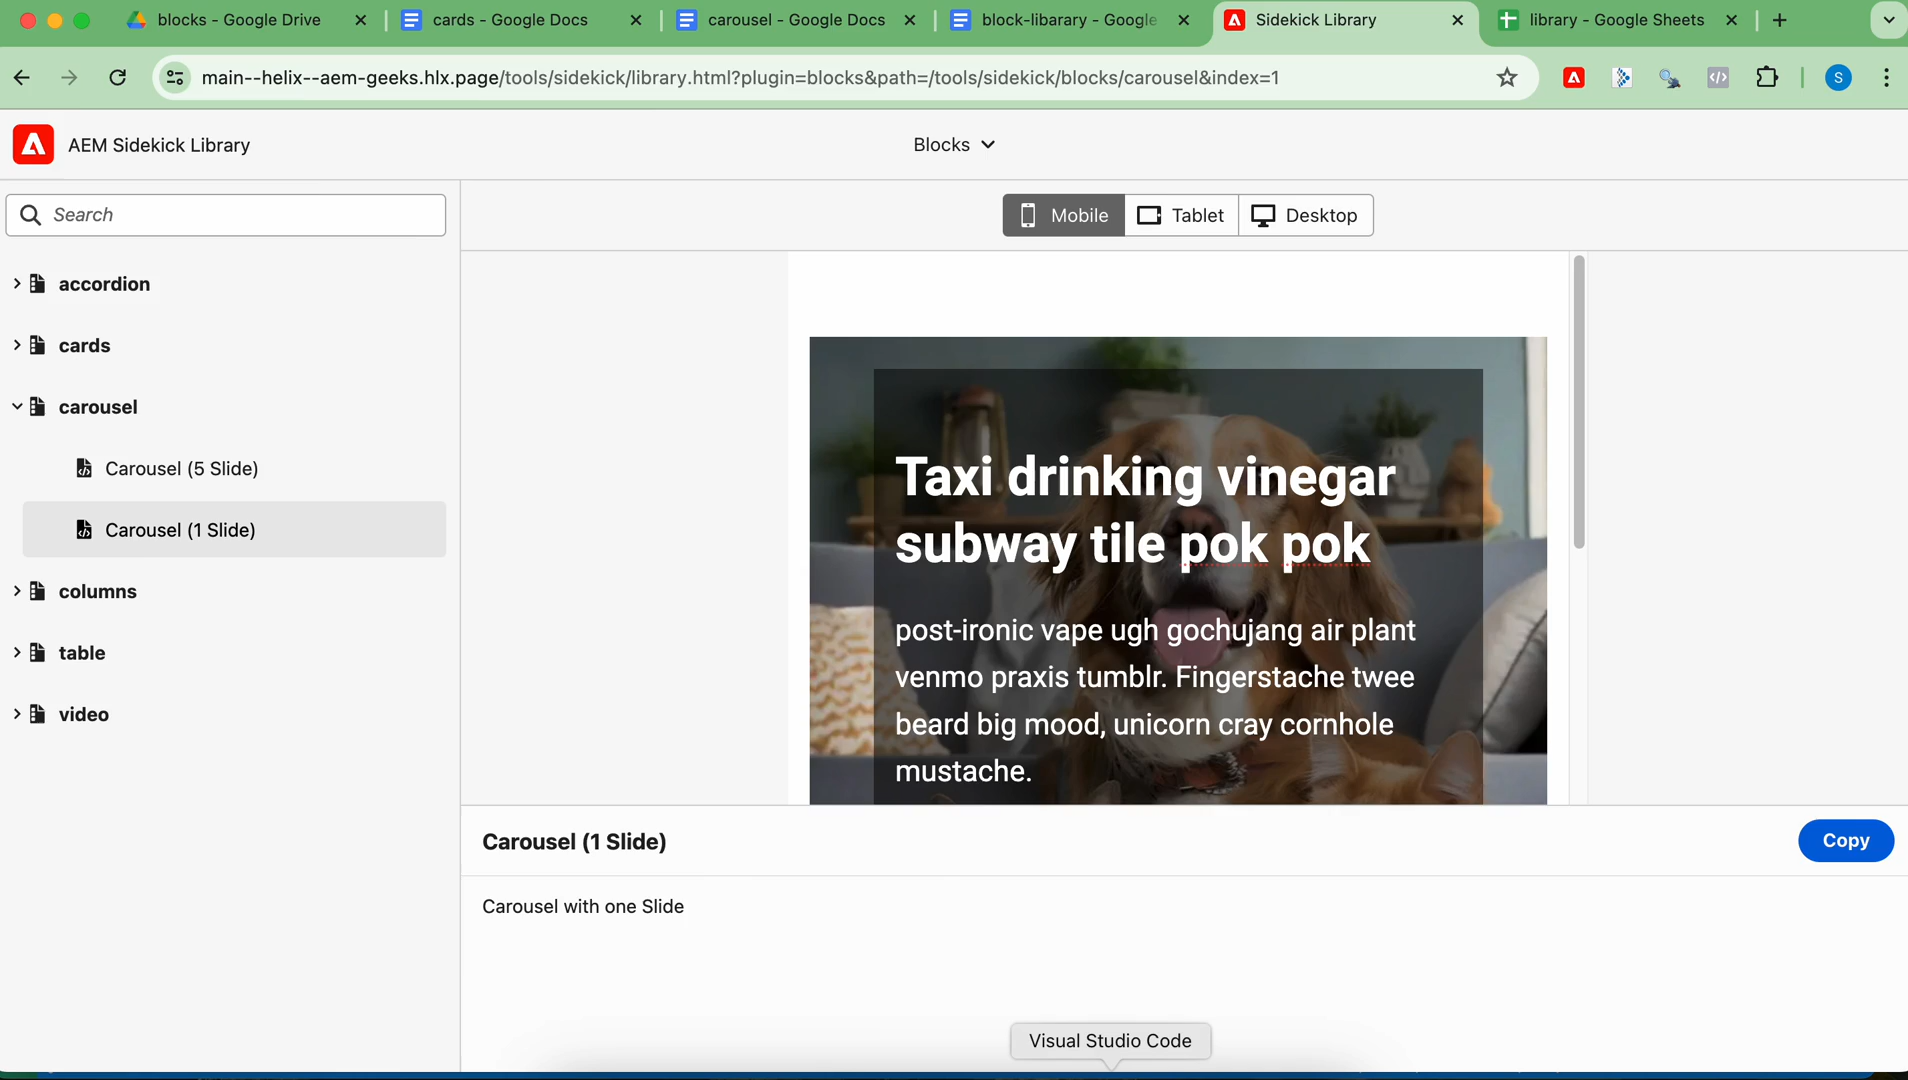 blocks - Google Drive
cards - Google Docs
carousel - Google Docs
block-libarary - Google
Sidekick Library
library - Google Sheets
main--helix--aem-geeks.hlx.page/tools/sidekick/library.html?plugin=blocks&path=/tools/sidekick/blocks/carousel&index=1
S
AEM Sidekick Library
Blocks
Search
Mobile
Tablet
Desktop
accordion
cards
carousel
Carousel (5 Slide)
Carousel (1 Slide)
columns
table
video
Taxi drinking vinegar
subway tile pok pok
post-ironic vape ugh gochujang air plant
venmo praxis tumblr. Fingerstache twee
beard big mood, unicorn cray cornhole
mustache.
Carousel (1 Slide)
Copy
Carousel with one Slide
Visual Studio Code